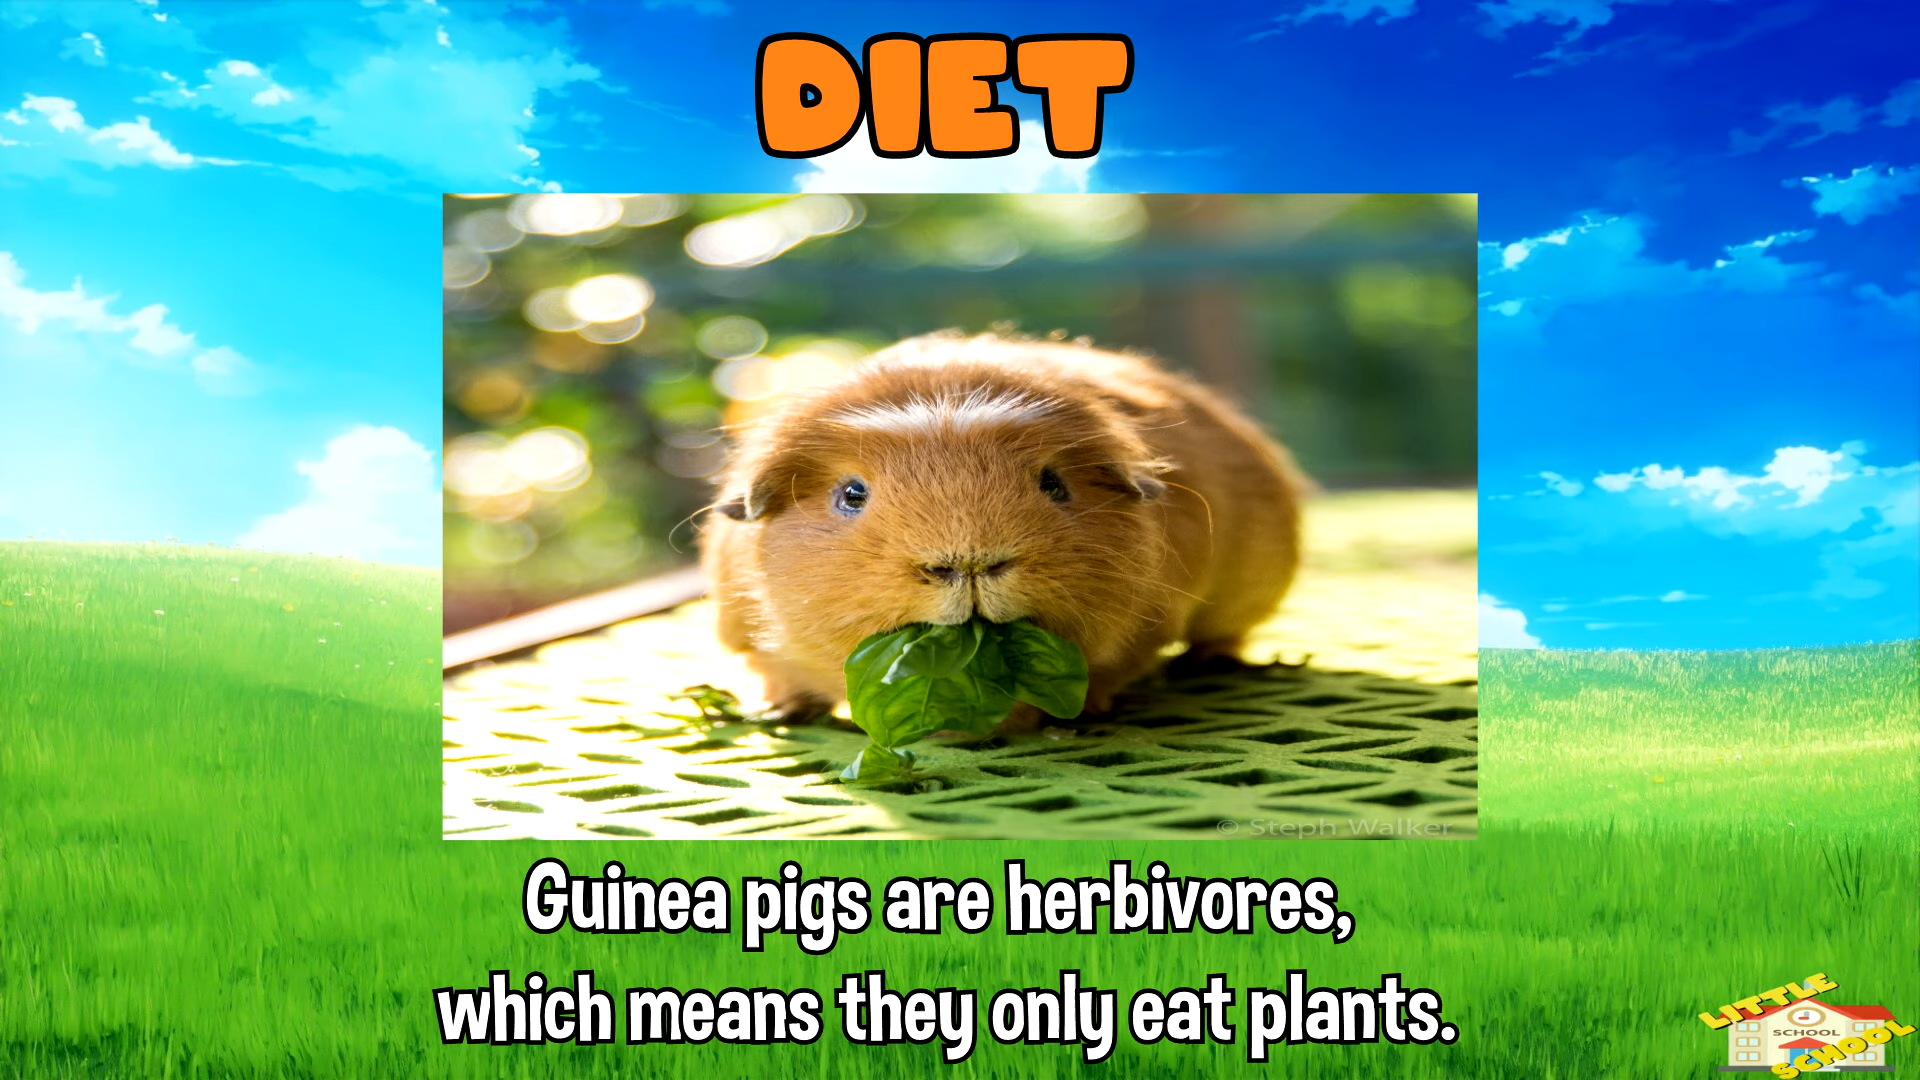 DIET
© Steph Walker
Guinea pigs are herbivores,
which means they only eat plants.
LITTLE
SCHOOL
SCHOOL